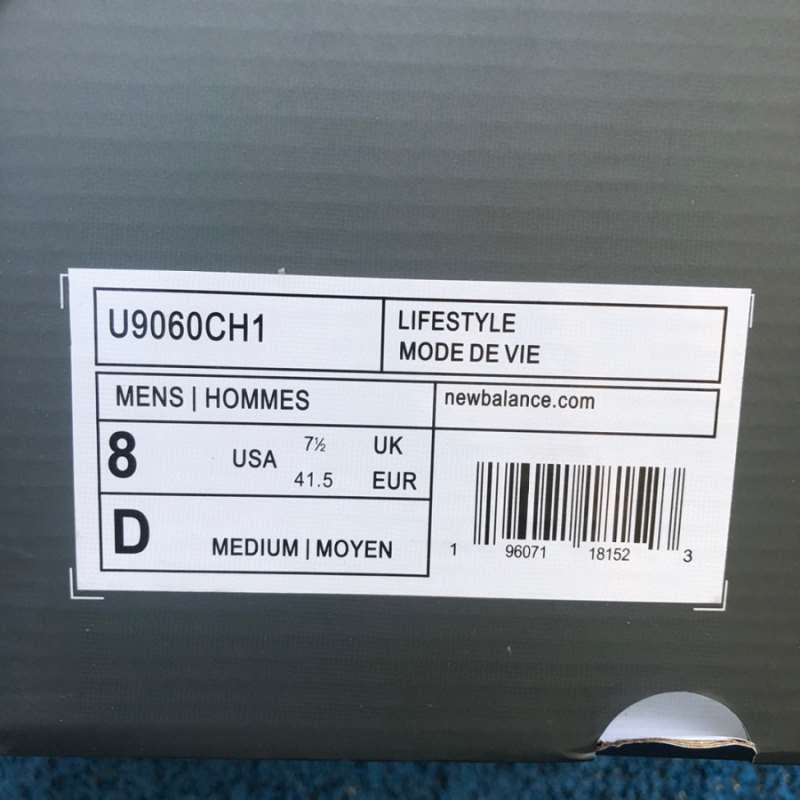 U9060CH1
LIFESTYLE
MODE DE VIE
MENS | HOMMES
newbalance.com
8 USA 7½ UK
41.5 EUR
D MEDIUM | MOYEN
1 96071 18152 3